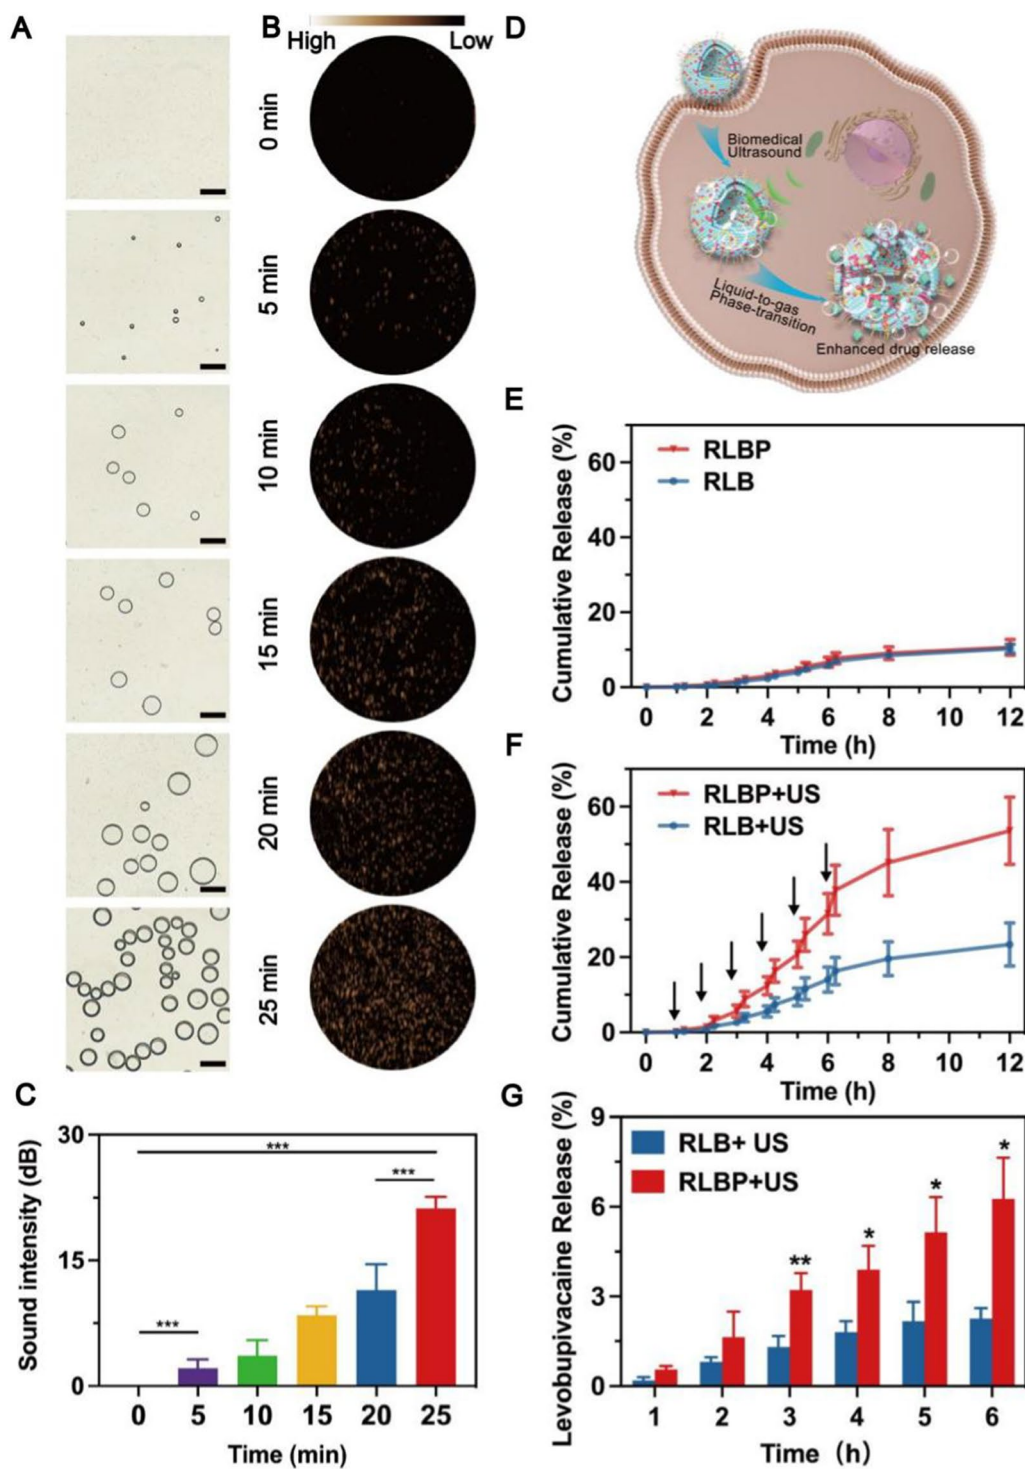 A
B
High
Low
0 min
5 min
10 min
15 min
20 min
25 min
C
30
15
0
Sound intensity (dB)
***
***
***
0 5 10 15 20 25
Time (min)
D
Biomedical
Ultrasound
Liquid-to-gas
Phase-transition
Enhanced drug release
E
Cumulative Release (%)
60
40
20
0
RLBP
RLB
0 2 4 6 8 10 12
Time (h)
F
Cumulative Release (%)
60
40
20
0
RLBP+US
RLB+US
0 2 4 6 8 10 12
Time (h)
G
Levobupivacaine Release (%)
9
6
3
0
RLB+ US
RLBP+US
**
*
*
*
1 2 3 4 5 6
Time (h)